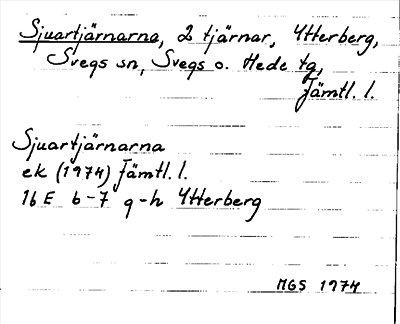 Sjuartjärnarna, 2 tjärnar, Ytterberg,
Svegs sn, Svegs o. Hede tg,
Jämtl. l.
Sjuartjärnarna
ek (1974) Jämtl. l.
16 E 6-7 g-h Ytterberg
MGS 1974